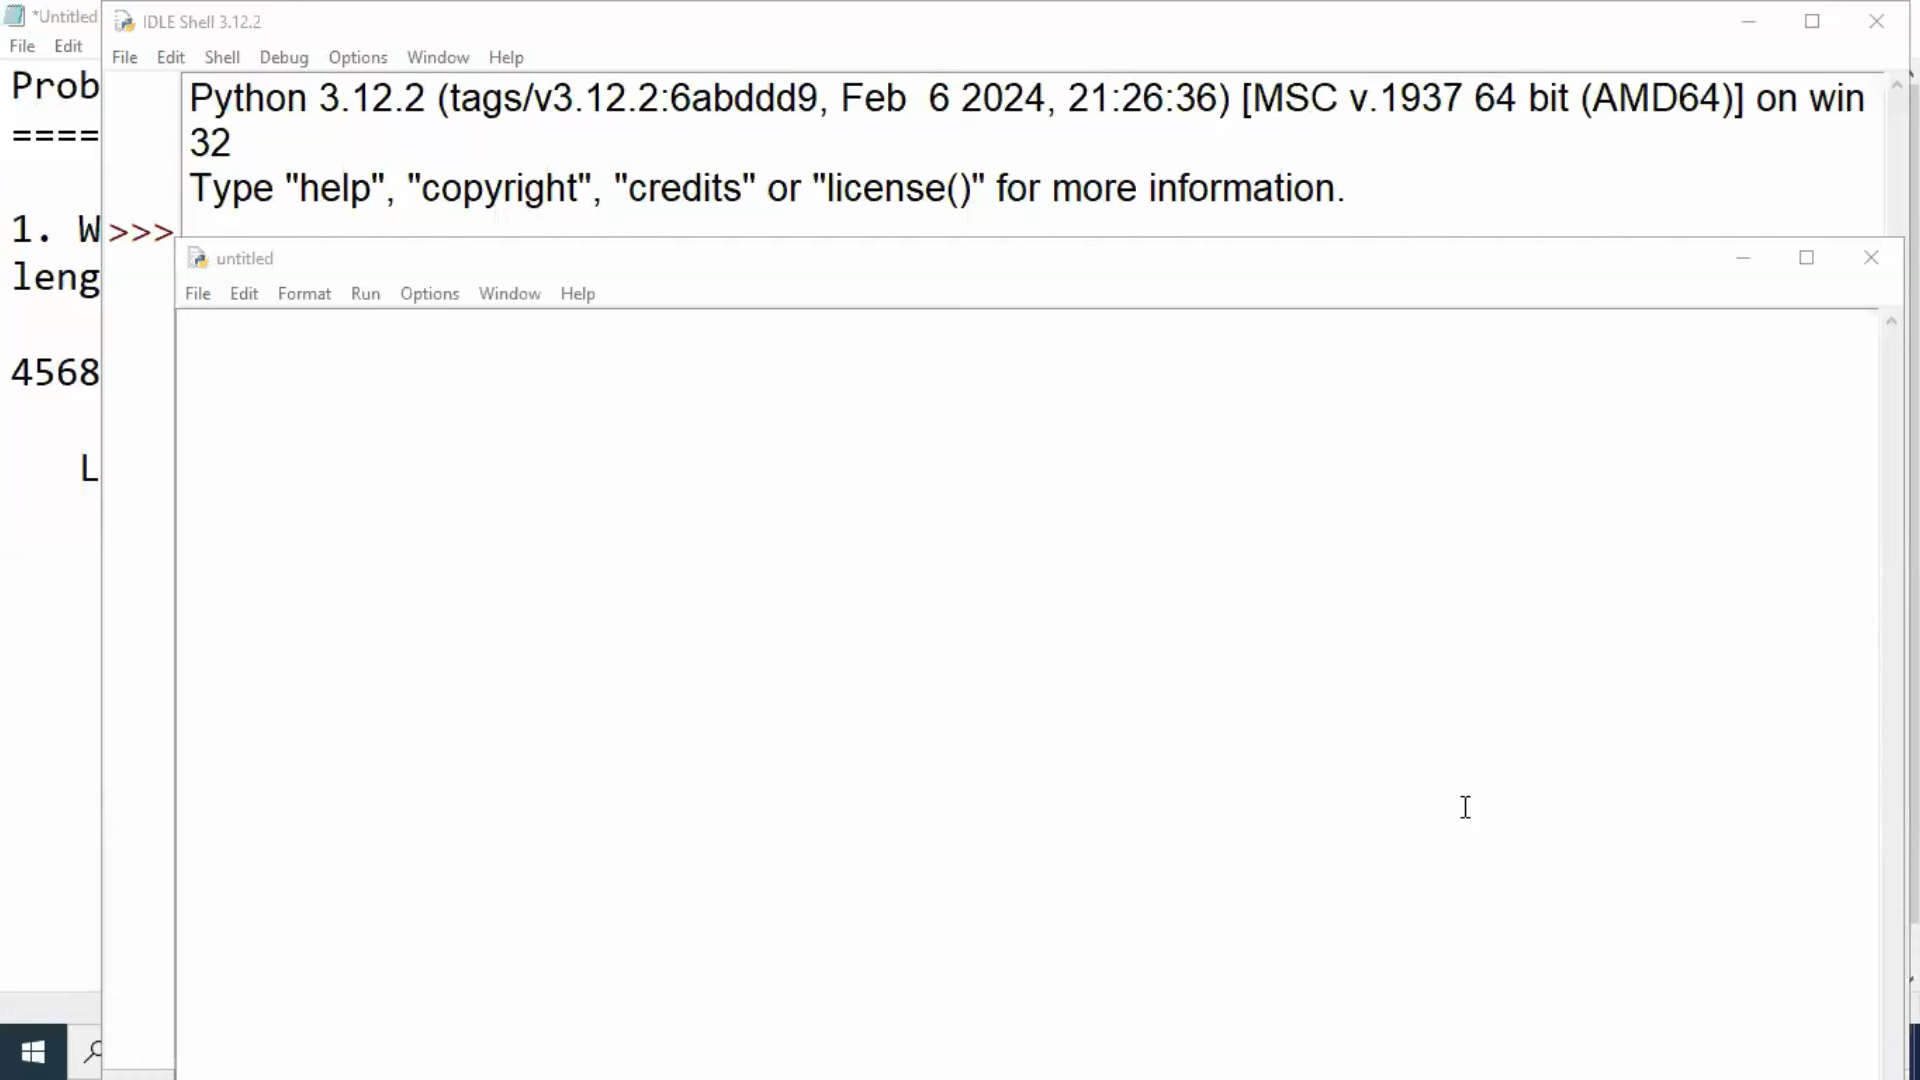 *Untitled
File Edit
Prob
====
1. W
leng
4568
L
IDLE Shell 3.12.2
File Edit Shell Debug Options Window Help
Python 3.12.2 (tags/v3.12.2:6abddd9, Feb  6 2024, 21:26:36) [MSC v.1937 64 bit (AMD64)] on win
32
Type "help", "copyright", "credits" or "license()" for more information.
>>>
untitled
File Edit Format Run Options Window Help